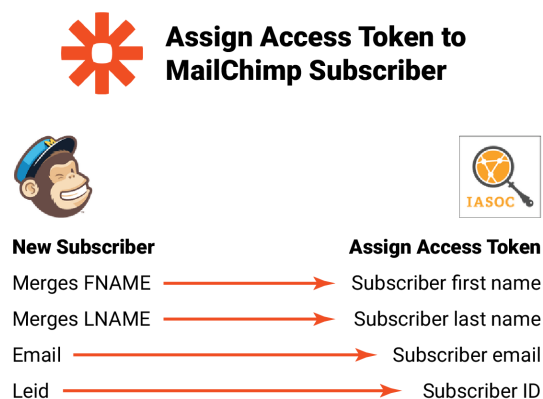 Assign Access Token to
MailChimp Subscriber
IASOC
New Subscriber
Assign Access Token
Merges FNAME
Subscriber first name
Merges LNAME
Subscriber last name
Email
Subscriber email
Leid
Subscriber ID